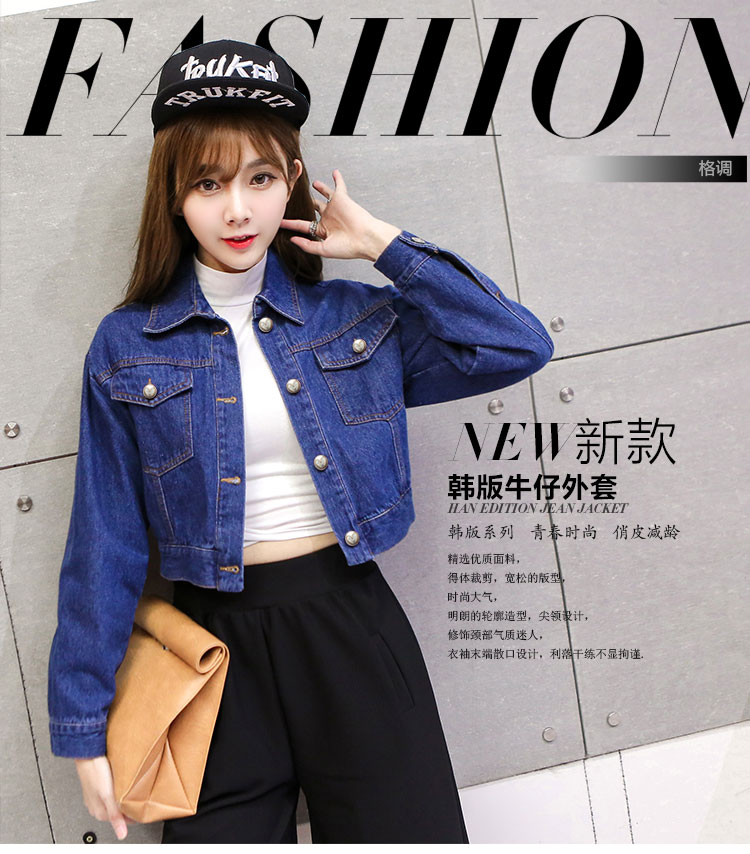 FASHION
TRUKFIT
格调
NEW新款
韩版牛仔外套
HAN EDITION JEAN JACKET
韩版系列 青春时尚 俏皮减龄
精选优质面料，
得体裁剪，宽松的版型，
时尚大气，
明朗的轮廓造型，尖领设计，
修饰颈部气质迷人，
衣袖末端散口设计，利落干练不显拘谨.